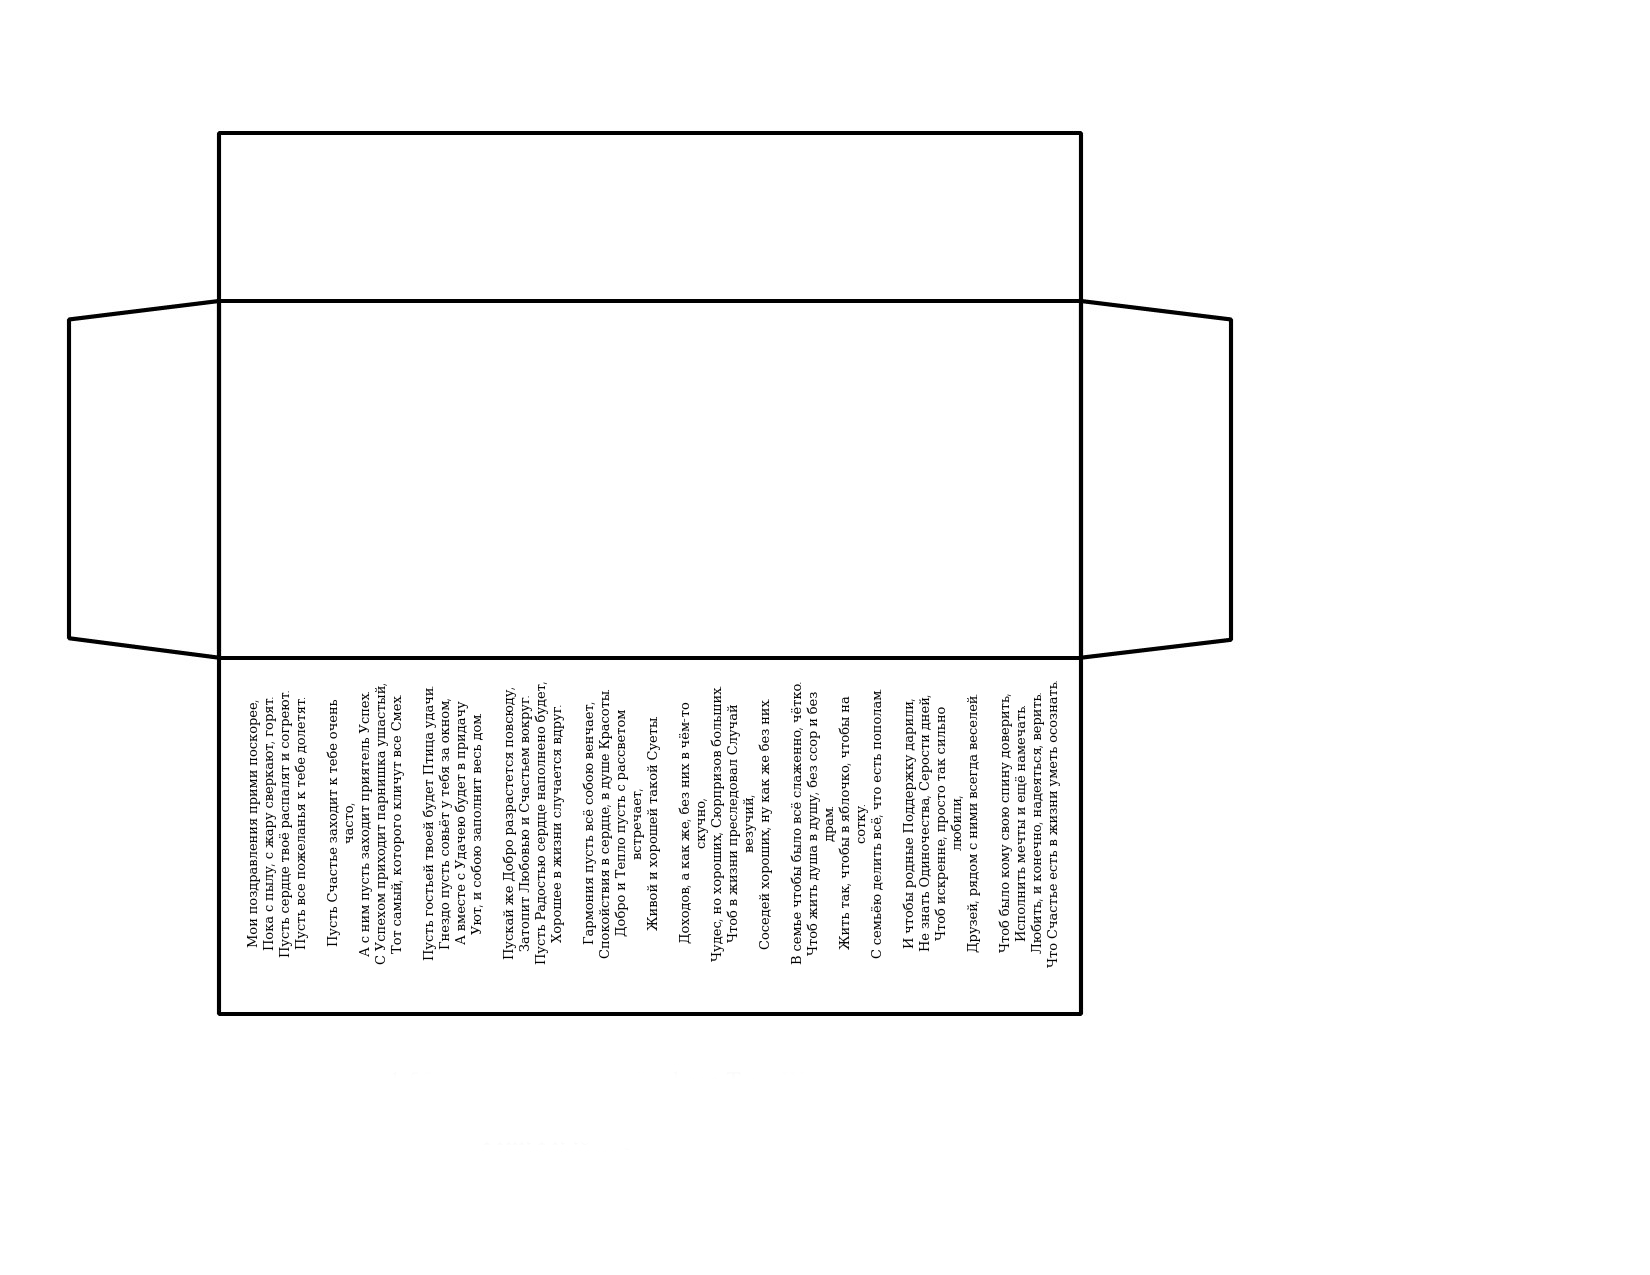 Мои поздравления прими поскорее,
Пока с пылу, с жару сверкают, горят.
Пусть сердце твоё распалят и согреют.
Пусть все пожеланья к тебе долетят.
Пусть Счастье заходит к тебе очень
часто,
А с ним пусть заходит приятель Успех.
С Успехом приходит парнишка ушастый,
Тот самый, которого кличут все Смех.
Пусть гостьей твоей будет Птица удачи.
Гнездо пусть совьёт у тебя за окном,
А вместе с Удачею будет в придачу
Уют, и собою заполнит весь дом.
Пускай же Добро разрастется повсюду,
Затопит Любовью и Счастьем вокруг.
Пусть Радостью сердце наполнено будет,
Хорошее в жизни случается вдруг.
Гармония пусть всё собою венчает,
Спокойствия в сердце, в душе Красоты.
Добро и Тепло пусть с рассветом
встречает,
Живой и хорошей такой Суеты.
Доходов, а как же, без них в чём-то
скучно,
Чудес, но хороших, Сюрпризов больших.
Чтоб в жизни преследовал Случай
везучий,
Соседей хороших, ну как же без них.
В семье чтобы было всё слаженно, чётко.
Чтоб жить душа в душу, без ссор и без
драм.
Жить так, чтобы в яблочко, чтобы на
сотку.
С семьёю делить всё, что есть пополам.
И чтобы родные Поддержку дарили,
Не знать Одиночества, Серости дней,
Чтоб искренне, просто так сильно
любили,
Друзей, рядом с ними всегда веселей.
Чтоб было кому свою спину доверить,
Исполнить мечты и ещё намечать.
Любить, и конечно, надеяться, верить.
Что Счастье есть в жизни уметь осознать.